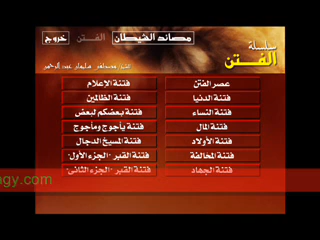 مصائد الشيطان
الفتن
خروج
سلسلة
الفتن
عصر الفتن
فتنة الدنيا
فتنة النساء
فتنة المال
فتنة الأولاد
فتنة المخالفة
فتنة الجهاد
فتنة الإعلام
فتنة الظالمين
فتنة بعضكم لبعض
فتنة يأجوج ومأجوج
فتنة المسيخ الدجال
فتنة القبر "الجزء الأول"
فتنة القبر "الجزء الثانى"
gy.com